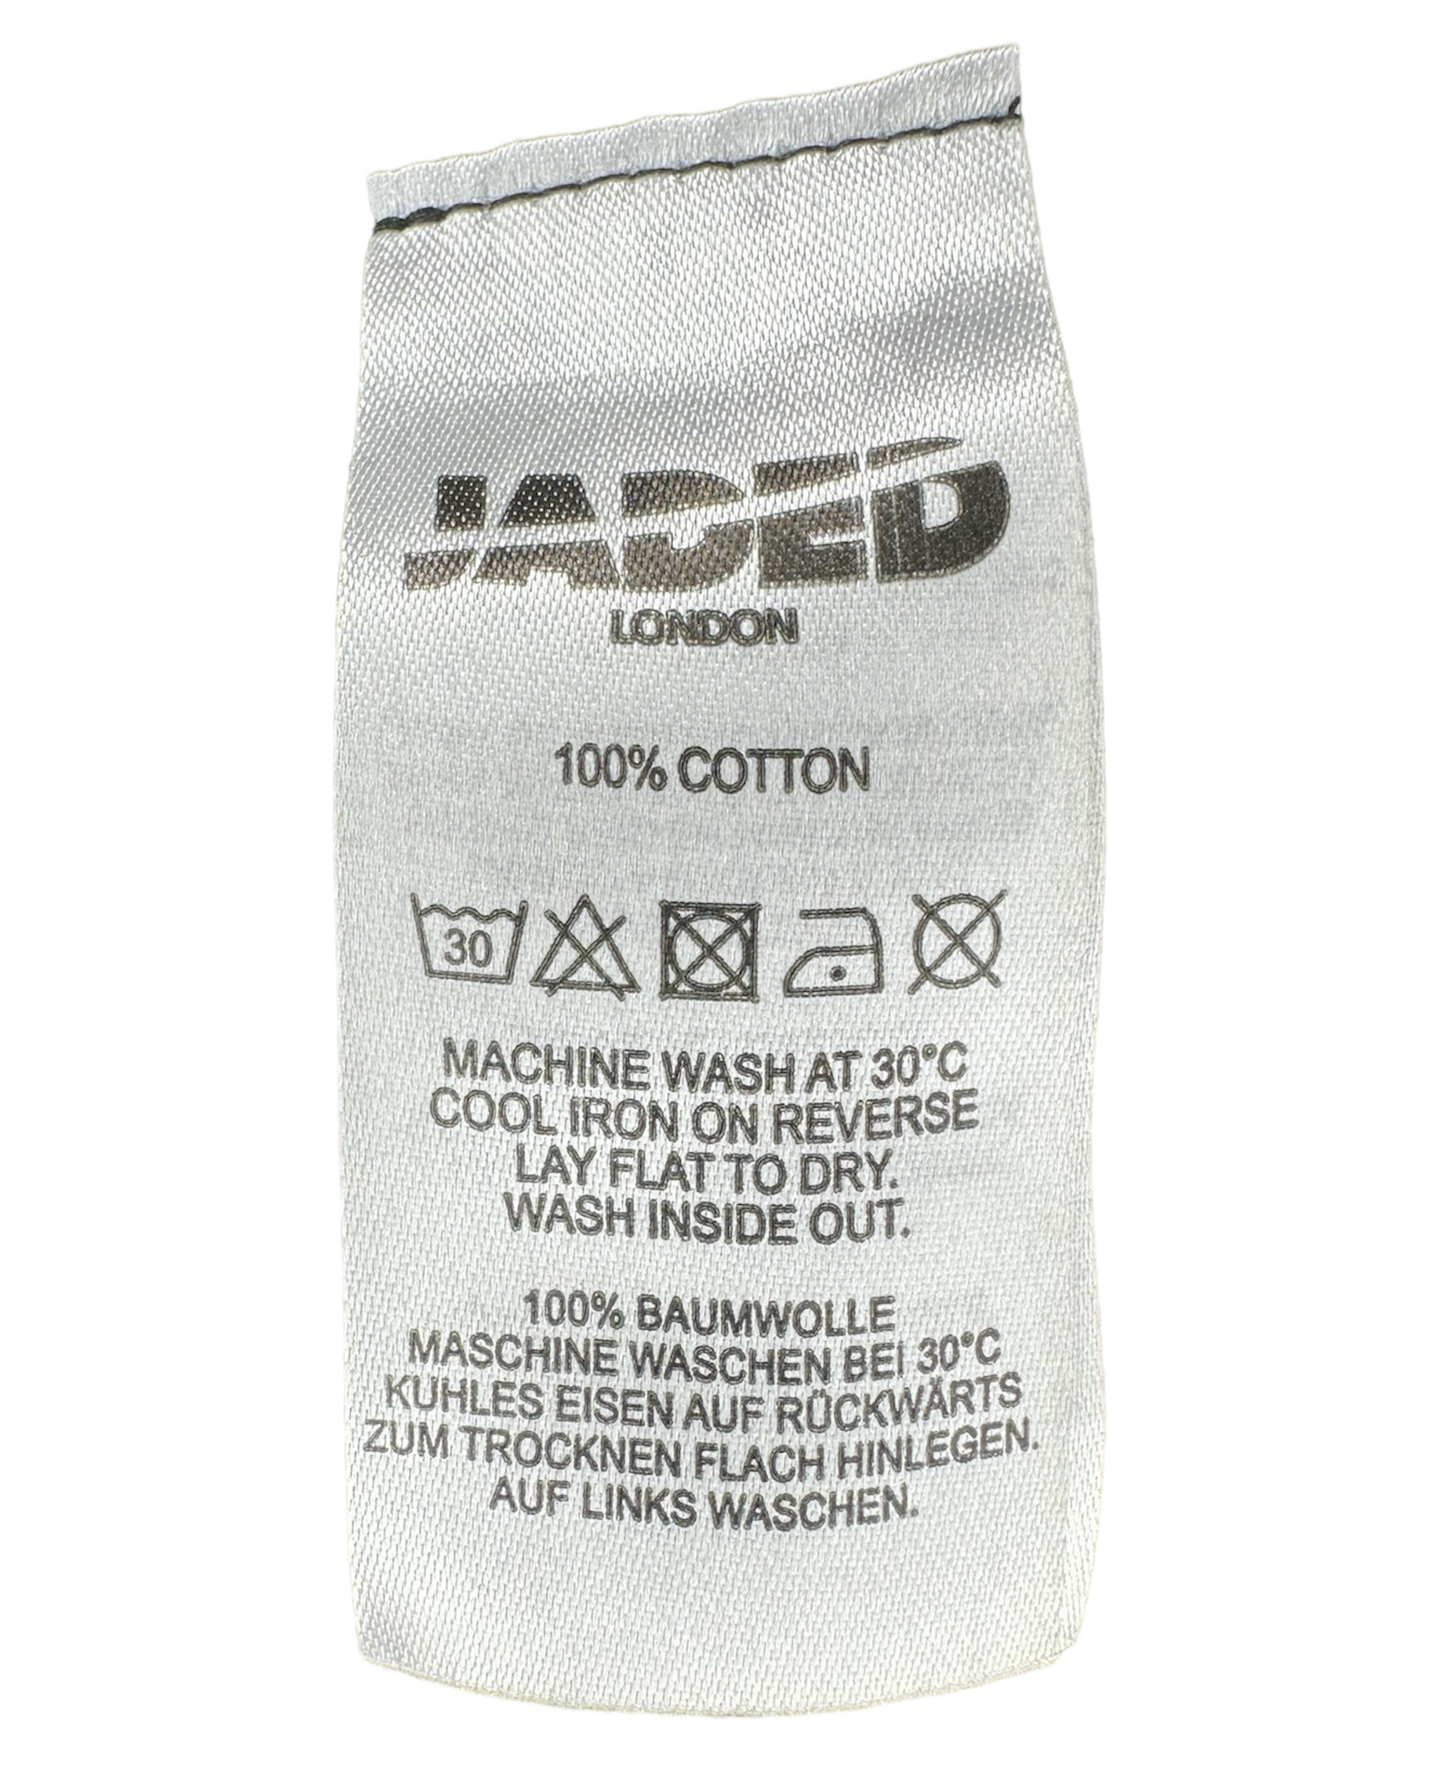 JADED
LONDON
100% COTTON
30
MACHINE WASH AT 30°C
COOL IRON ON REVERSE
LAY FLAT TO DRY.
WASH INSIDE OUT.
100% BAUMWOLLE
MASCHINE WASCHEN BEI 30°C
KUHLES EISEN AUF RÜCKWÄRTS
ZUM TROCKNEN FLACH HINLEGEN.
AUF LINKS WASCHEN.